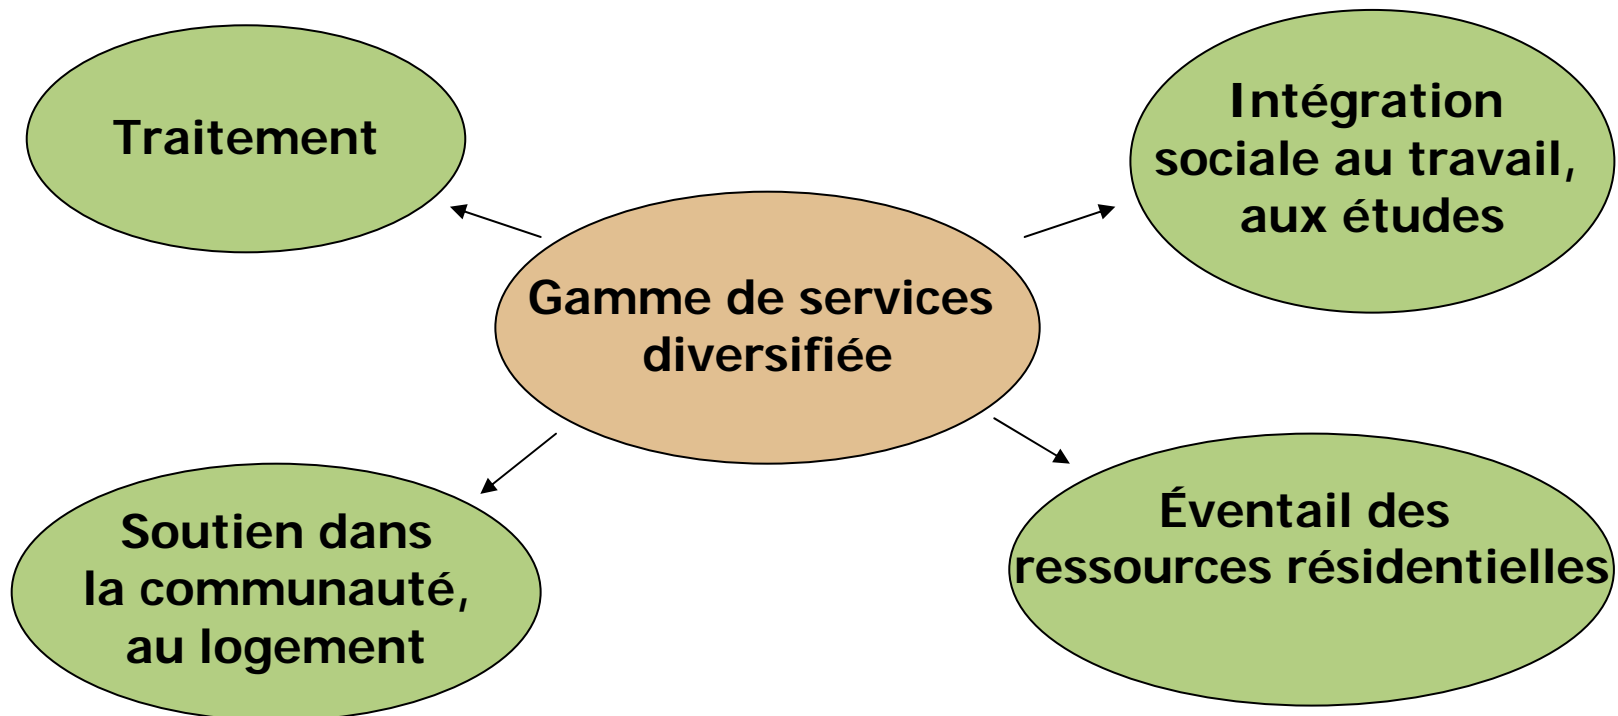 Traitement
Intégration
sociale au travail,
aux études
Gamme de services
diversifiée
Soutien dans
la communauté,
au logement
Éventail des
ressources résidentielles